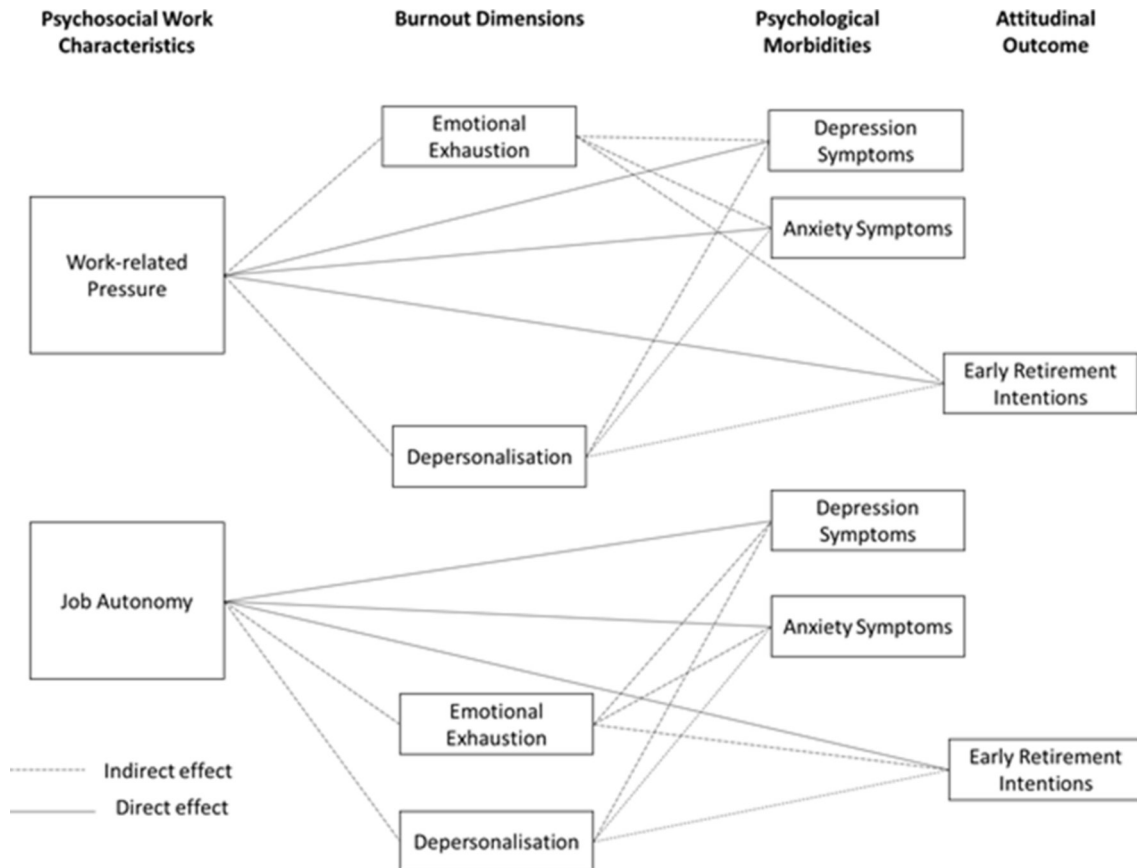 Psychosocial Work
Characteristics
Burnout Dimensions
Psychological
Morbidities
Attitudinal
Outcome
Emotional
Exhaustion
Depression
Symptoms
Anxiety Symptoms
Work-related
Pressure
Early Retirement
Intentions
Depersonalisation
Depression
Symptoms
Job Autonomy
Anxiety Symptoms
Emotional
Exhaustion
Early Retirement
Intentions
Indirect effect
Direct effect
Depersonalisation